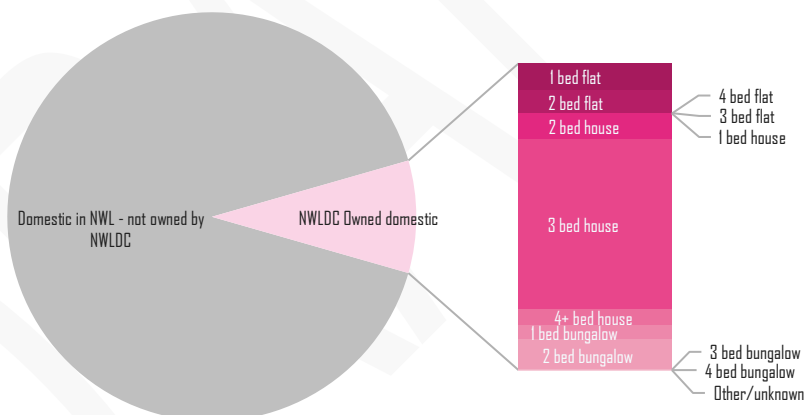 Domestic in NWL - not owned by
NWLDC
NWLDC Owned domestic
1 bed flat
2 bed flat
2 bed house
3 bed house
4+ bed house
1 bed bungalow
2 bed bungalow
4 bed flat
3 bed flat
1 bed house
3 bed bungalow
4 bed bungalow
Other/unknown